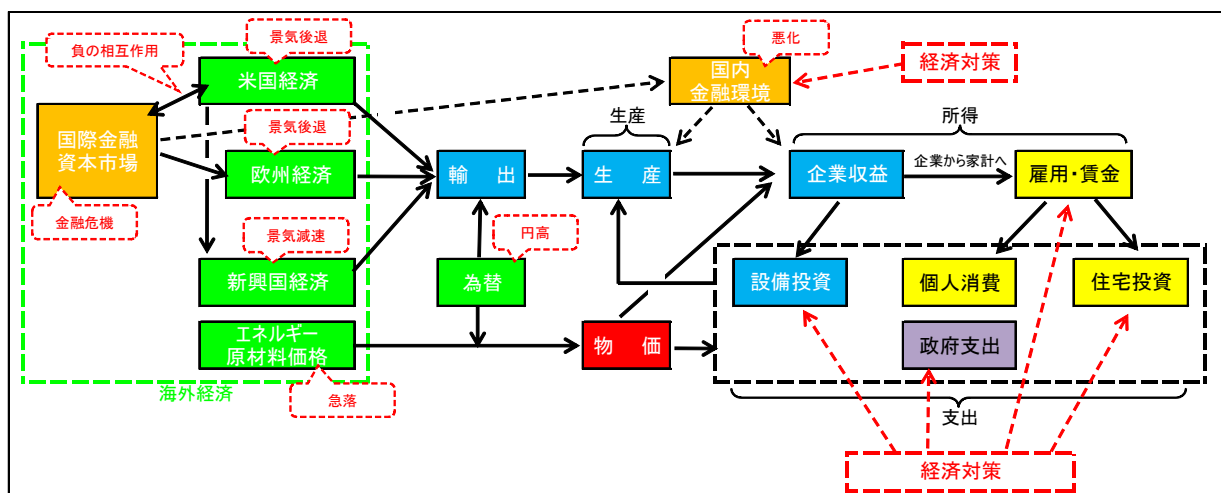 負の相互作用
景気後退
米国経済
国際金融
資本市場
金融危機
景気後退
欧州経済
景気減速
新興国経済
エネルギー
原材料価格
急落
海外経済
輸　出
円高
為替
生産
生　産
物　価
悪化
国内
金融環境
経済対策
所得
企業収益
企業から家計へ
雇用・賃金
設備投資
個人消費
住宅投資
政府支出
支出
経済対策